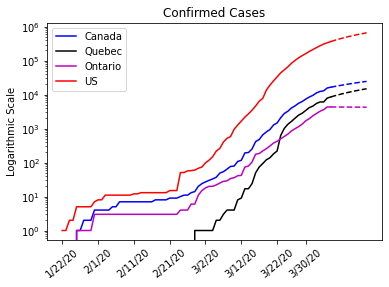 Confirmed Cases
Canada
Quebec
Ontario
US
Logarithmic Scale
10⁶
10⁵
10⁴
10³
10²
10¹
10⁰
1/22/20
2/1/20
2/11/20
2/21/20
3/2/20
3/12/20
3/22/20
3/30/20